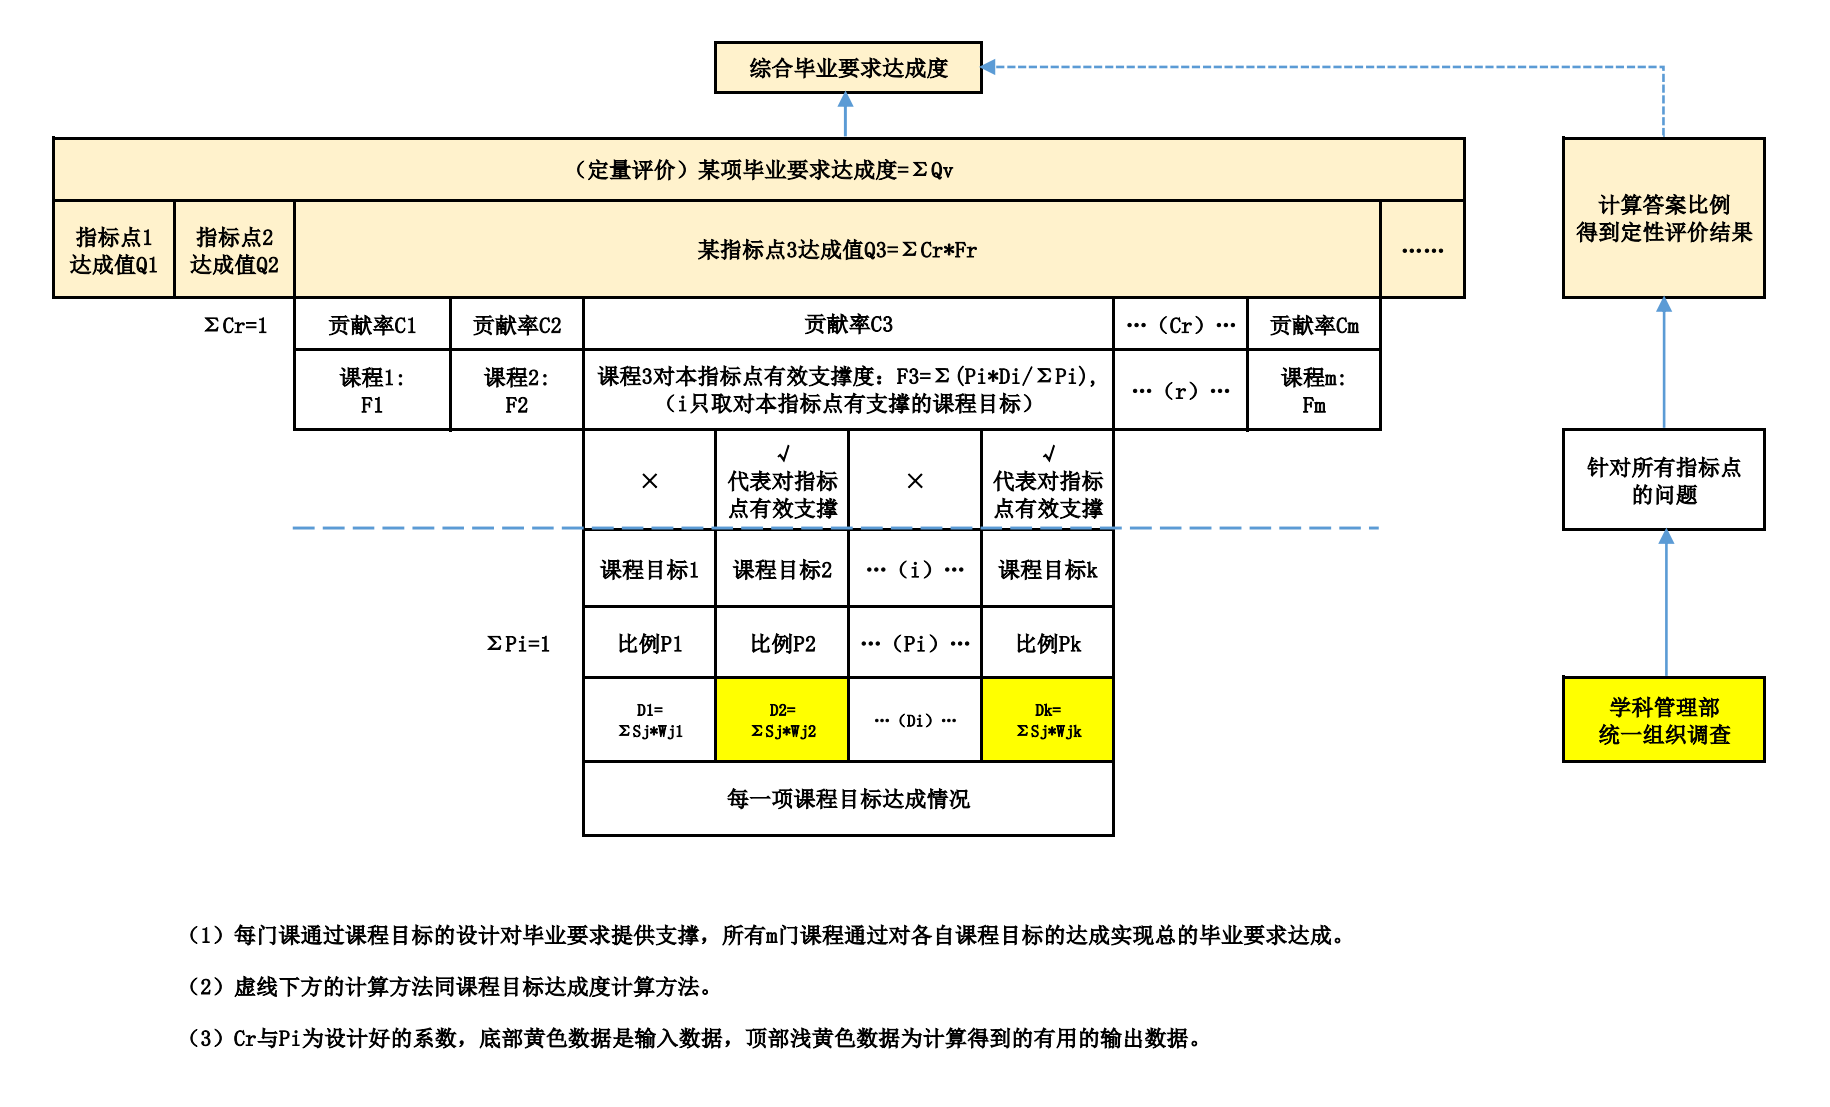 综合毕业要求达成度
（定量评价）某项毕业要求达成度=ΣQv
指标点1
达成值Q1
指标点2
达成值Q2
某指标点3达成值Q3=ΣCr*Fr
……
计算答案比例
得到定性评价结果
ΣCr=1
贡献率C1
贡献率C2
贡献率C3
…（Cr）…
贡献率Cm
课程1:
F1
课程2:
F2
课程3对本指标点有效支撑度：F3=Σ(Pi*Di/ΣPi),
（i只取对本指标点有支撑的课程目标）
…（r）…
课程m:
Fm
×
√
代表对指标
点有效支撑
×
√
代表对指标
点有效支撑
针对所有指标点
的问题
课程目标1
课程目标2
…（i）…
课程目标k
ΣPi=1
比例P1
比例P2
…（Pi）…
比例Pk
D1=
ΣSj*Wj1
D2=
ΣSj*Wj2
…（Di）…
Dk=
ΣSj*Wjk
学科管理部
统一组织调查
每一项课程目标达成情况
（1）每门课通过课程目标的设计对毕业要求提供支撑，所有m门课程通过对各自课程目标的达成实现总的毕业要求达成。
（2）虚线下方的计算方法同课程目标达成度计算方法。
（3）Cr与Pi为设计好的系数，底部黄色数据是输入数据，顶部浅黄色数据为计算得到的有用的输出数据。